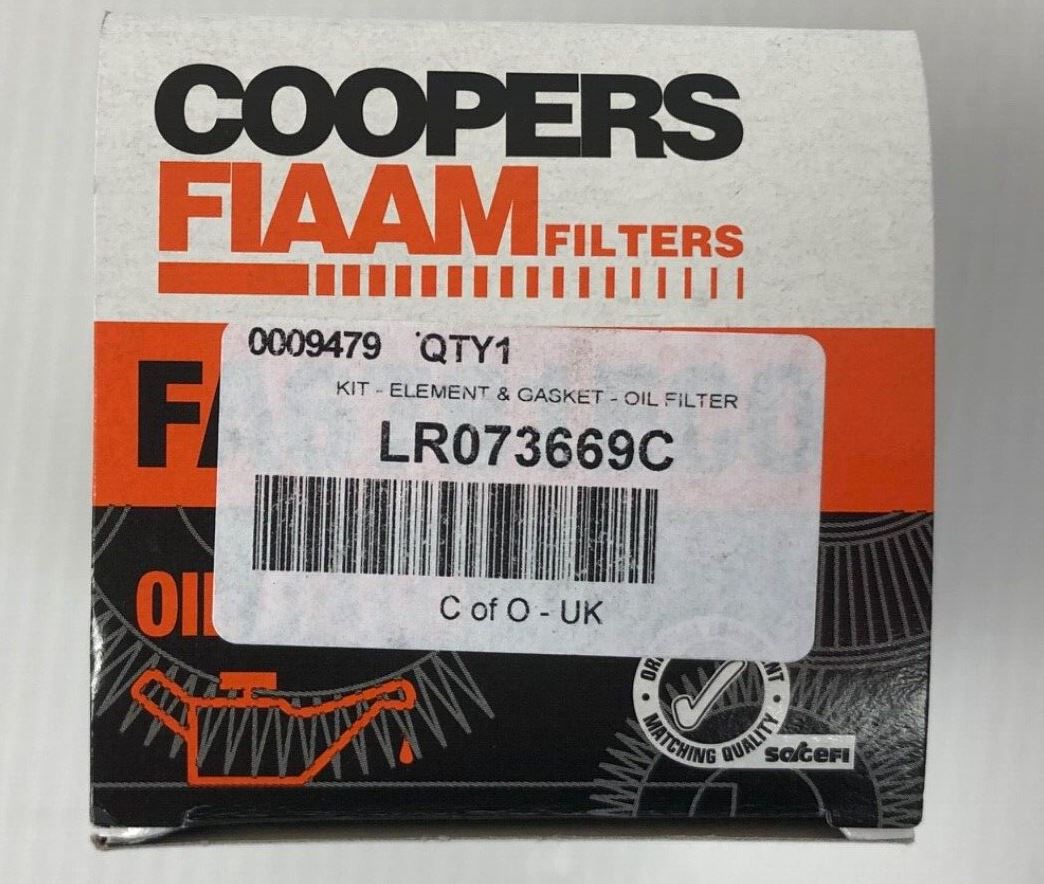 COOPERS
FIAAM FILTERS
0009479 QTY1
KIT - ELEMENT & GASKET - OIL FILTER
LR073669C
C of O - UK
MATCHING QUALITY
SOGEFI